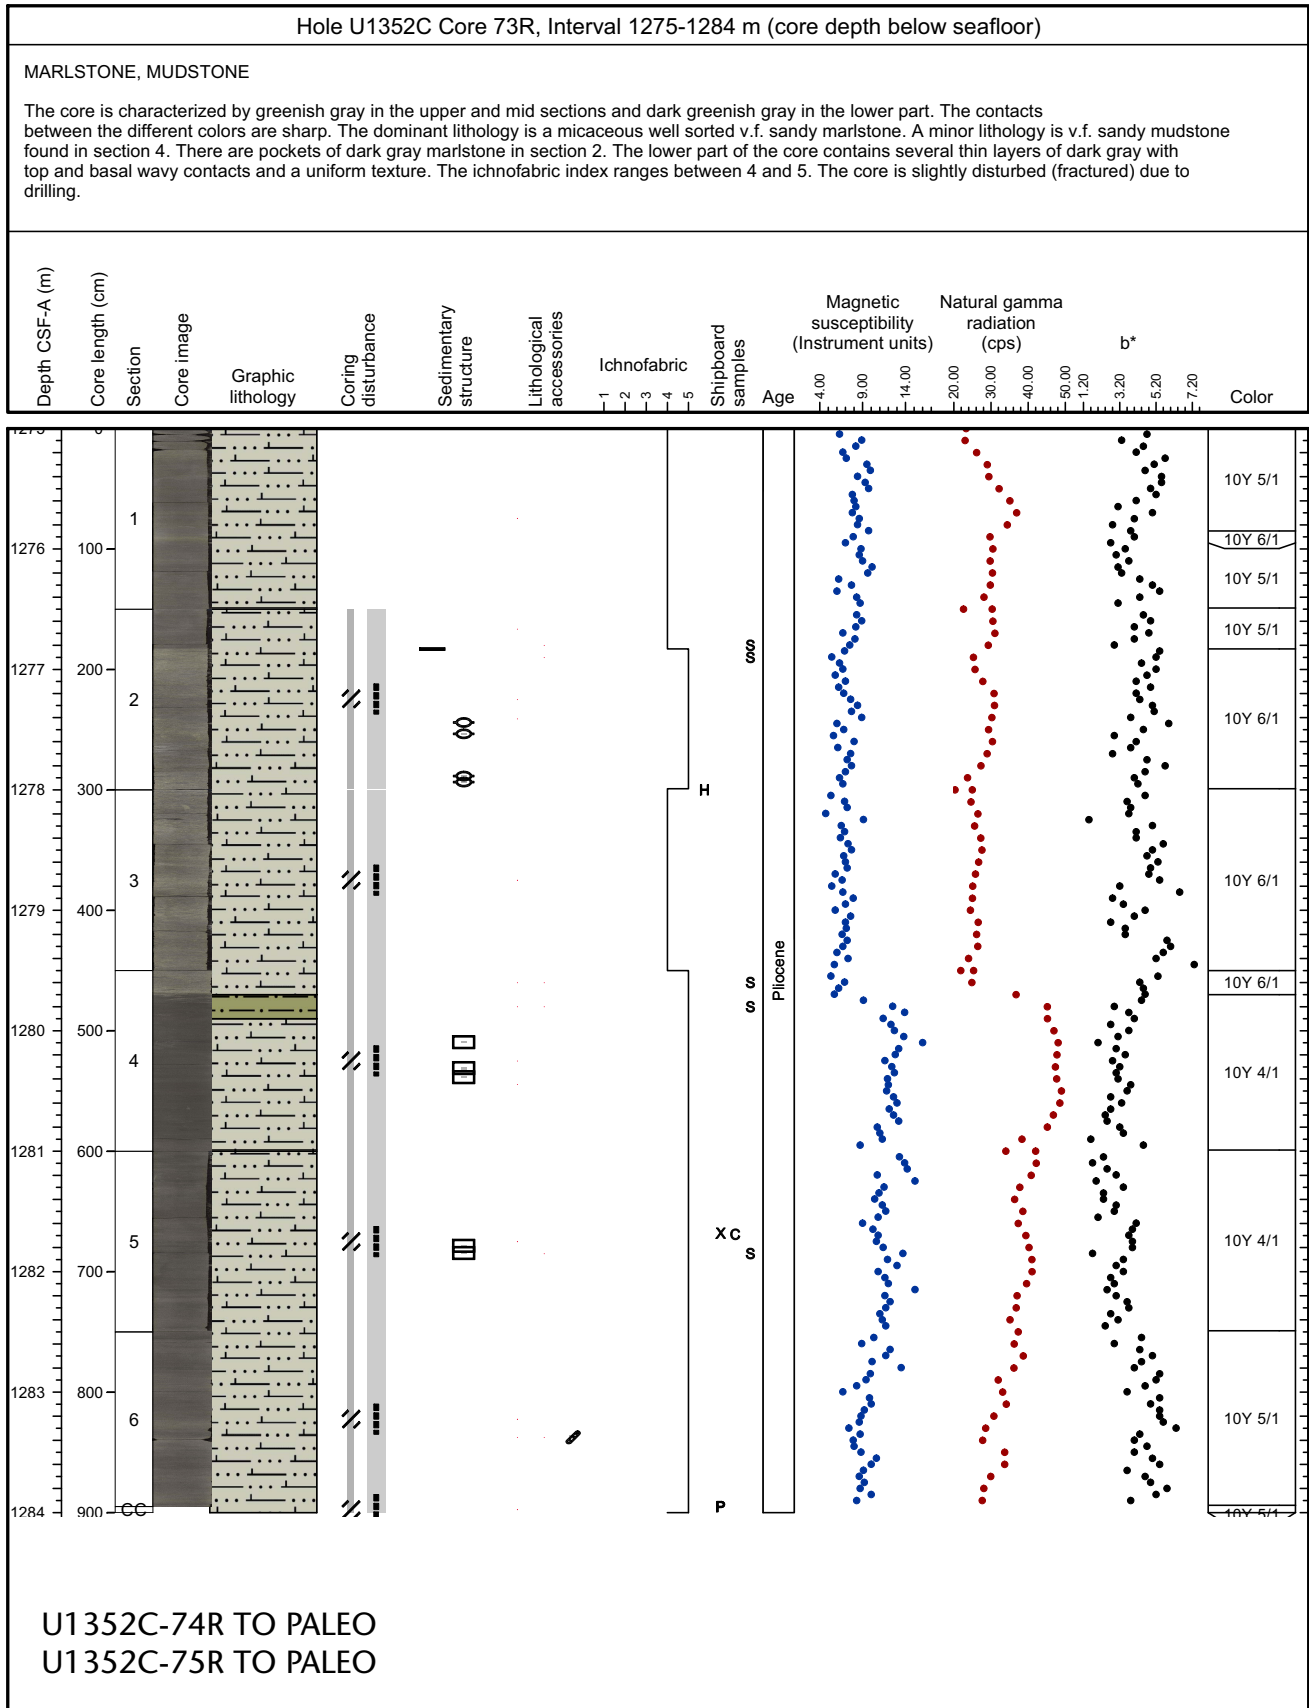 Hole U1352C Core 73R, Interval 1275-1284 m (core depth below seafloor)
MARLSTONE, MUDSTONE
The core is characterized by greenish gray in the upper and mid sections and dark greenish gray in the lower part. The contacts
between the different colors are sharp. The dominant lithology is a micaceous well sorted v.f. sandy marlstone. A minor lithology is v.f. sandy mudstone
found in section 4. There are pockets of dark gray marlstone in section 2. The lower part of the core contains several thin layers of dark gray with
top and basal wavy contacts and a uniform texture. The ichnofabric index ranges between 4 and 5. The core is slightly disturbed (fractured) due to
drilling.
Depth CSF-A (m)
Core length (cm)
Section
Core image
Graphic
lithology
Coring
disturbance
Sedimentary
structure
Lithological
accessories
Ichnofabric
1 2 3 4 5
Shipboard
samples
Age
Magnetic
susceptibility
(Instrument units)
4.00 9.00 14.00
Natural gamma
radiation
(cps)
20.00 30.00 40.00 50.00
b*
1.20 3.20 5.20 7.20
Color
1275 0
10Y 5/1
1
10Y 6/1
1276 100
10Y 5/1
10Y 5/1
S
S
1277 200
2
10Y 6/1
1278 300
H
3
10Y 6/1
1279 400
Pliocene
S
10Y 6/1
S
1280 500
4
10Y 4/1
1281 600
X C
5
10Y 4/1
S
1282 700
1283 800
6
10Y 5/1
P
CC
10Y 5/1
1284 900
U1352C-74R TO PALEO
U1352C-75R TO PALEO